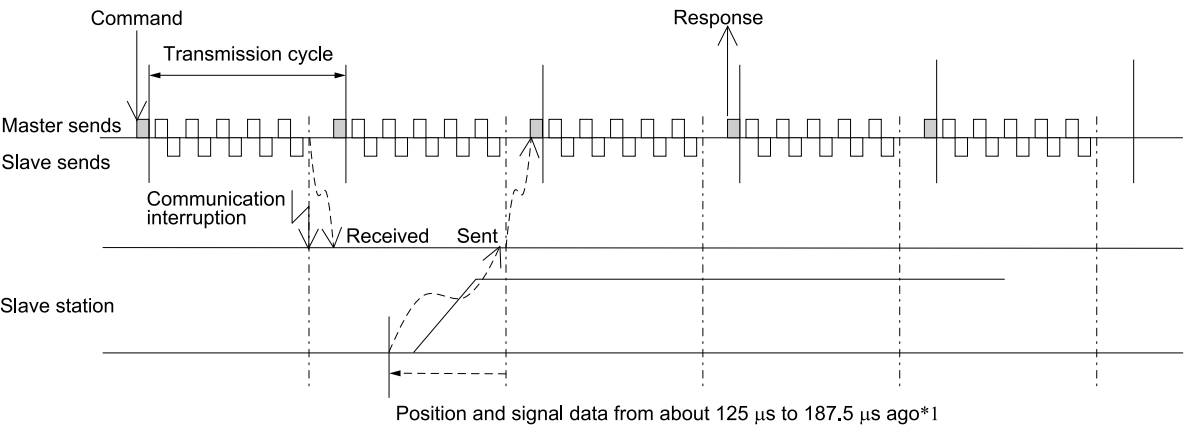 Command
Response
Transmission cycle
Master sends
Slave sends
Communication
interruption
Received
Sent
Slave station
Position and signal data from about 125 μs to 187.5 μs ago*1